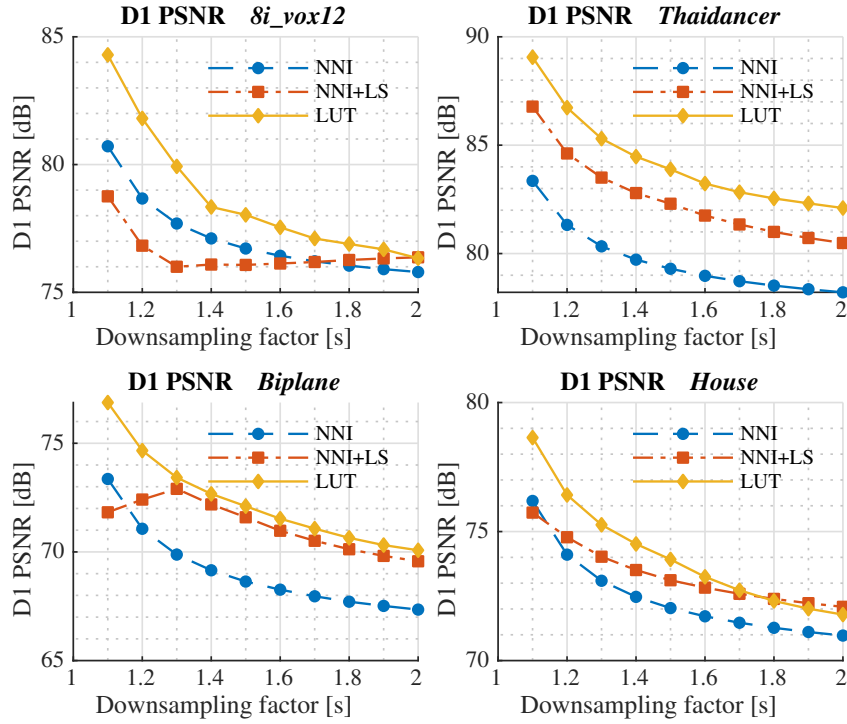 D1 PSNR 8i_vox12
85
80
75
D1 PSNR [dB]
NNI
NNI+LS
LUT
1 1.2 1.4 1.6 1.8 2
Downsampling factor [s]
D1 PSNR Thaidancer
90
85
80
D1 PSNR [dB]
NNI
NNI+LS
LUT
1 1.2 1.4 1.6 1.8 2
Downsampling factor [s]
D1 PSNR Biplane
75
70
65
D1 PSNR [dB]
NNI
NNI+LS
LUT
1 1.2 1.4 1.6 1.8 2
Downsampling factor [s]
D1 PSNR House
80
75
70
D1 PSNR [dB]
NNI
NNI+LS
LUT
1 1.2 1.4 1.6 1.8 2
Downsampling factor [s]